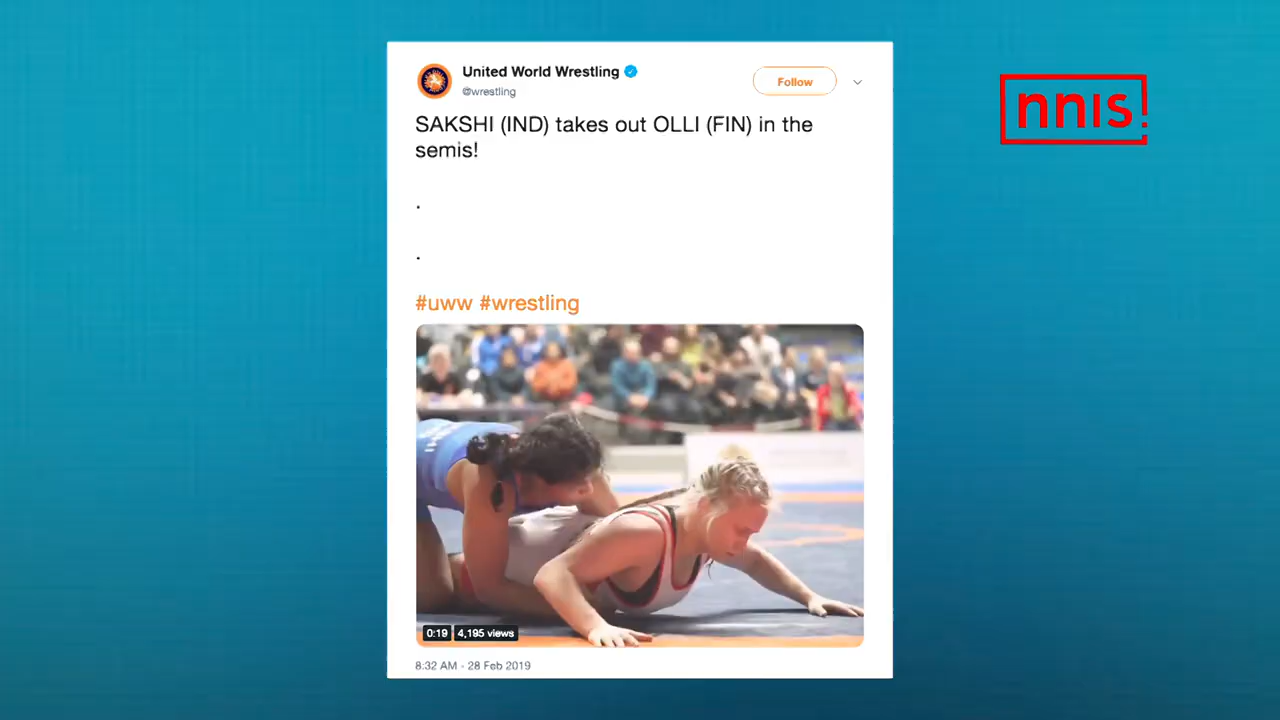 United World Wrestling
@wrestling
Follow
nnis!
SAKSHI (IND) takes out OLLI (FIN) in the
semis!
.
.
#uww #wrestling
0:19 4,195 views
8:32 AM - 28 Feb 2019